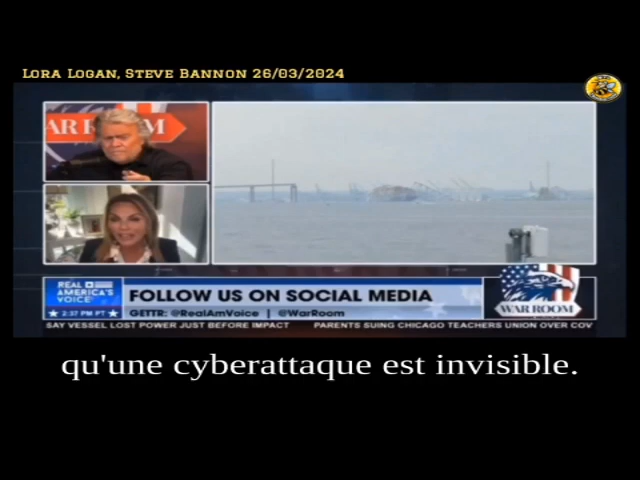 LORA LOGAN, STEVE BANNON 26/03/2024
WAR ROOM
REAL
AMERICA'S
VOICE
2:37 PM PT
FOLLOW US ON SOCIAL MEDIA
GETTR: @RealAmVoice | @WarRoom
WAR ROOM
SAY VESSEL LOST POWER JUST BEFORE IMPACT PARENTS SUING CHICAGO TEACHERS UNION OVER COV
qu'une cyberattaque est invisible.